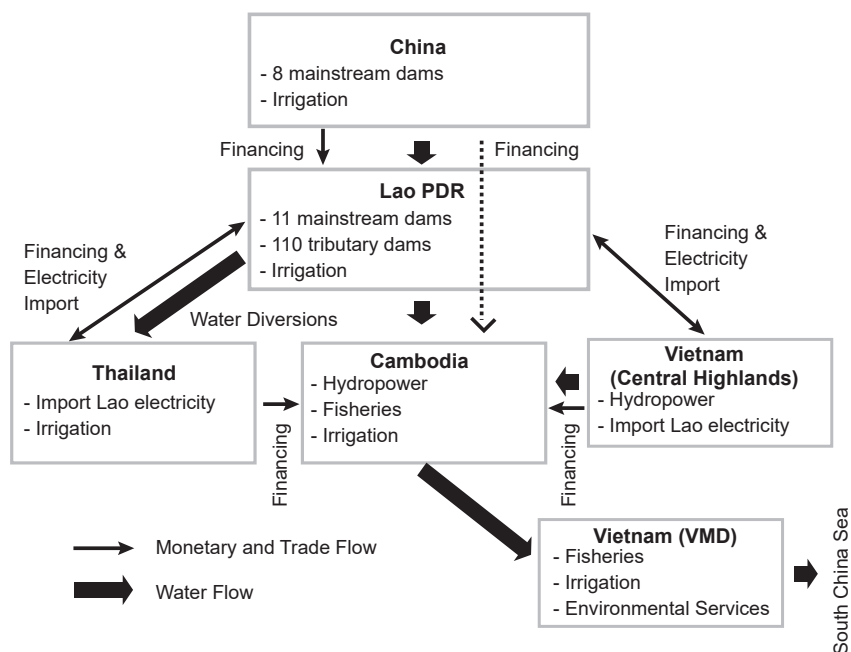 China
- 8 mainstream dams
- Irrigation
Financing
Financing
Lao PDR
- 11 mainstream dams
- 110 tributary dams
- Irrigation
Financing &
Electricity
Import
Financing &
Electricity
Import
Water Diversions
Thailand
- Import Lao electricity
- Irrigation
Financing
Cambodia
- Hydropower
- Fisheries
- Irrigation
Financing
Vietnam
(Central Highlands)
- Hydropower
- Import Lao electricity
Vietnam (VMD)
- Fisheries
- Irrigation
- Environmental Services
South China Sea
Monetary and Trade Flow
Water Flow